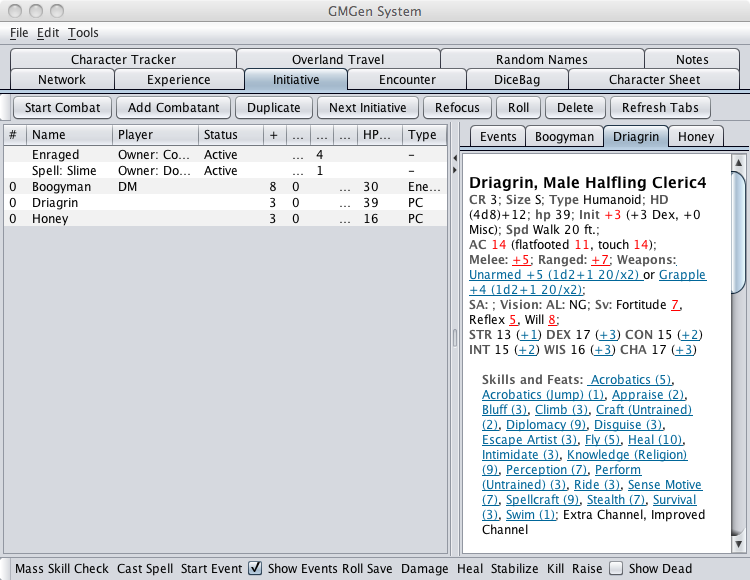 GMGen System
File Edit Tools
Character Tracker Overland Travel Random Names Notes
Network Experience Initiative Encounter DiceBag Character Sheet
Start Combat Add Combatant Duplicate Next Initiative Refocus Roll Delete Refresh Tabs
# Name Player Status + ... ... ... HP... Type
Enraged Owner: Co... Active ... 4 –
Spell: Slime Owner: Do... Active ... 1 –
0 Boogyman DM 8 0 ... 30 Ene...
0 Driagrin 3 0 ... 39 PC
0 Honey 3 0 ... 16 PC
Events Boogyman Driagrin Honey
Driagrin, Male Halfling Cleric4
CR 3; Size S; Type Humanoid; HD
(4d8)+12; hp 39; Init +3 (+3 Dex, +0
Misc); Spd Walk 20 ft.;
AC 14 (flatfooted 11, touch 14);
Melee: +5; Ranged: +7; Weapons:
Unarmed +5 (1d2+1 20/x2) or Grapple
+4 (1d2+1 20/x2);
SA: ; Vision: AL: NG; Sv: Fortitude 7,
Reflex 5, Will 8;
STR 13 (+1) DEX 17 (+3) CON 15 (+2)
INT 15 (+2) WIS 16 (+3) CHA 17 (+3)
Skills and Feats: Acrobatics (5),
Acrobatics (Jump) (1), Appraise (2),
Bluff (3), Climb (3), Craft (Untrained)
(2), Diplomacy (9), Disguise (3),
Escape Artist (3), Fly (5), Heal (10),
Intimidate (3), Knowledge (Religion)
(9), Perception (7), Perform
(Untrained) (3), Ride (3), Sense Motive
(7), Spellcraft (9), Stealth (7), Survival
(3), Swim (1); Extra Channel, Improved
Channel
Mass Skill Check Cast Spell Start Event Show Events Roll Save Damage Heal Stabilize Kill Raise Show Dead